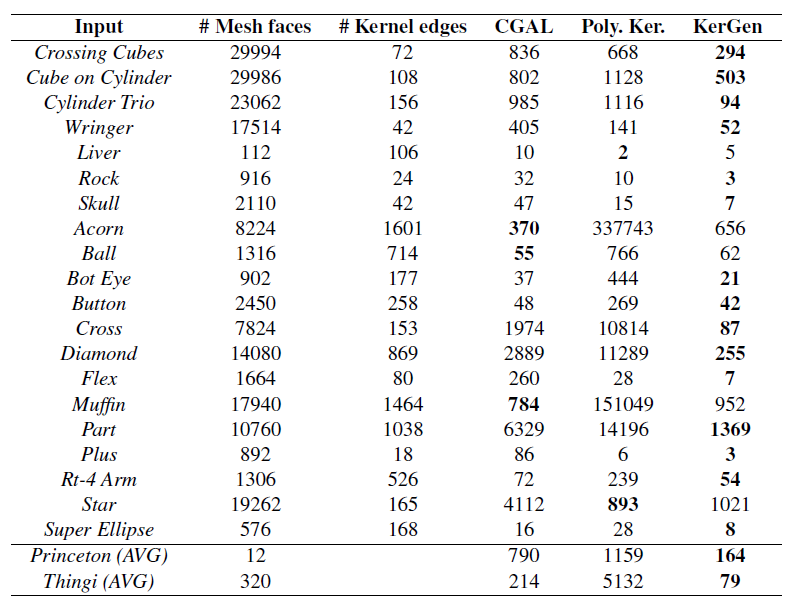 Input # Mesh faces # Kernel edges CGAL Poly. Ker. KerGen
Crossing Cubes 29994 72 836 668 294
Cube on Cylinder 29986 108 802 1128 503
Cylinder Trio 23062 156 985 1116 94
Wringer 17514 42 405 141 52
Liver 112 106 10 2 5
Rock 916 24 32 10 3
Skull 2110 42 47 15 7
Acorn 8224 1601 370 337743 656
Ball 1316 714 55 766 62
Bot Eye 902 177 37 444 21
Button 2450 258 48 269 42
Cross 7824 153 1974 10814 87
Diamond 14080 869 2889 11289 255
Flex 1664 80 260 28 7
Muffin 17940 1464 784 151049 952
Part 10760 1038 6329 14196 1369
Plus 892 18 86 6 3
Rt-4 Arm 1306 526 72 239 54
Star 19262 165 4112 893 1021
Super Ellipse 576 168 16 28 8
Princeton (AVG) 12 790 1159 164
Thingi (AVG) 320 214 5132 79